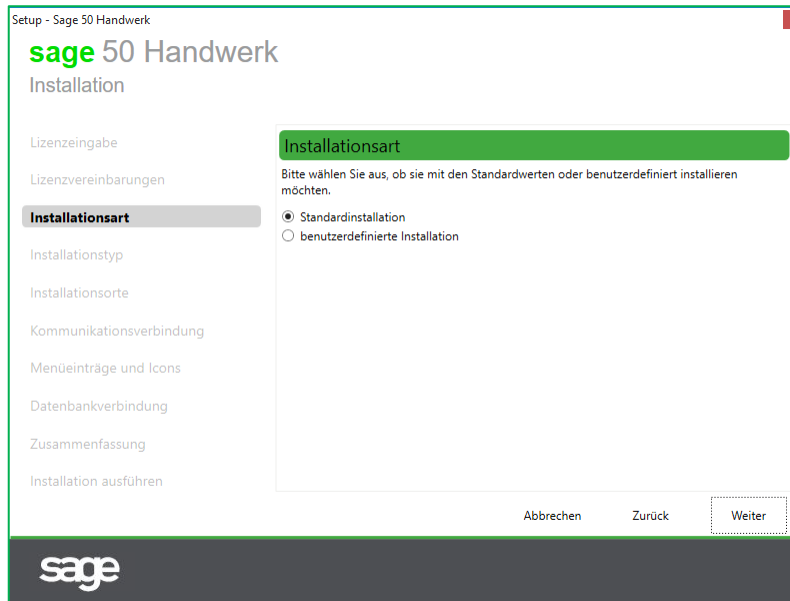 Setup - Sage 50 Handwerk
sage 50 Handwerk
Installation
Lizenzeingabe
Lizenzvereinbarungen
Installationsart
Installationstyp
Installationsorte
Kommunikationsverbindung
Menüeinträge und Icons
Datenbankverbindung
Zusammenfassung
Installation ausführen
Installationsart
Bitte wählen Sie aus, ob sie mit den Standardwerten oder benutzerdefiniert installieren
möchten.
Standardinstallation
benutzerdefinierte Installation
Abbrechen Zurück Weiter
sage